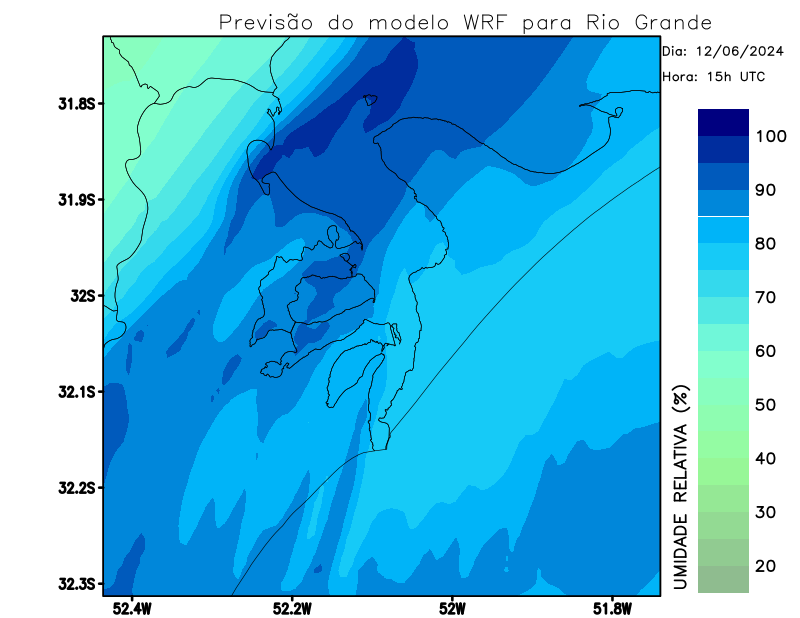 Previsão do modelo WRF para Rio Grande
Dia: 12/06/2024
Hora: 15h UTC
31.8S
31.9S
32S
32.1S
32.2S
32.3S
52.4W
52.2W
52W
51.8W
100
90
80
70
60
50
40
30
20
UMIDADE RELATIVA (%)